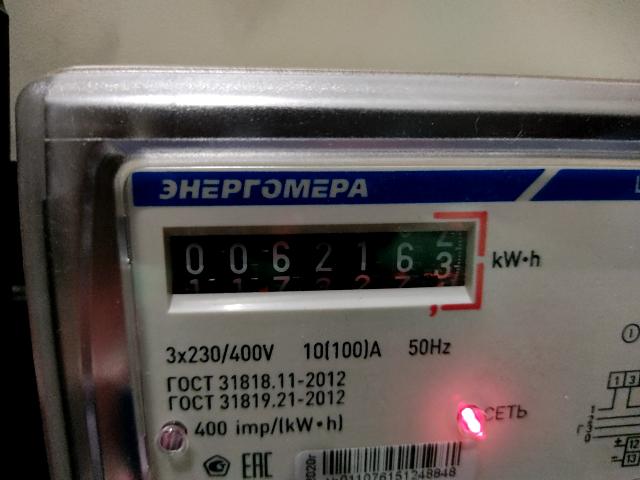 ЭНЕРГОМЕРА
0062163
kW•h
3x230/400V 10(100)A 50Hz
ГОСТ 31818.11-2012
ГОСТ 31819.21-2012
400 imp/(kW•h)
СЕТЬ
ЕАС